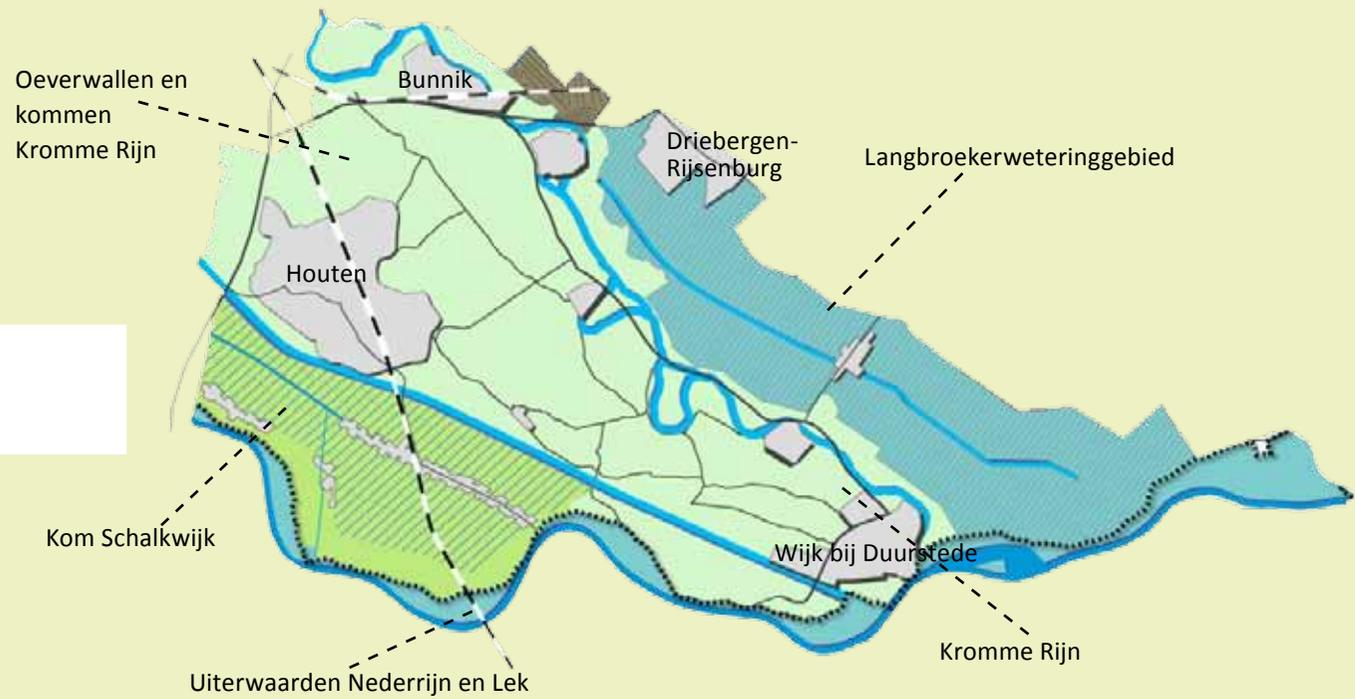 Oeverwallen en
kommen
Kromme Rijn
Bunnik
Driebergen-
Rijsenburg
Langbroekerweteringgebied
Houten
Kom Schalkwijk
Wijk bij Duurstede
Kromme Rijn
Uiterwaarden Nederrijn en Lek